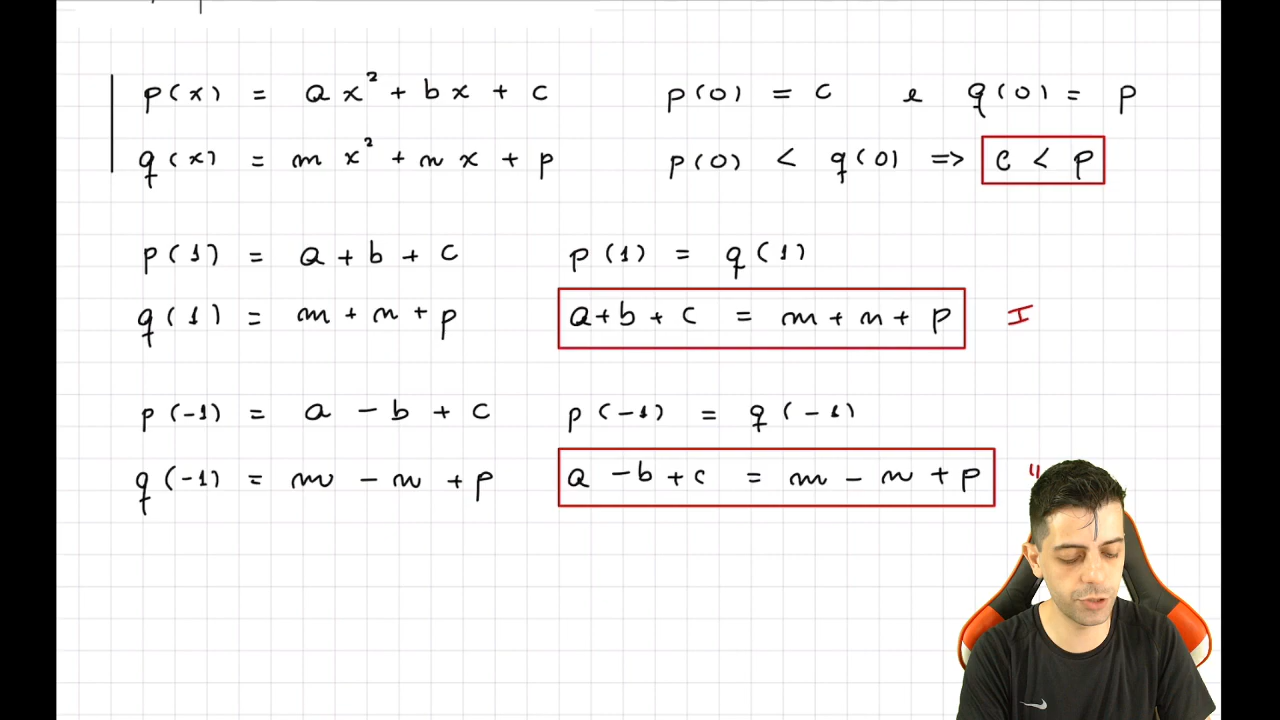 p(x) = ax² + bx + c p(0) = c e q(0) = p
q(x) = mx² + nx + p p(0) < q(0) => c < p
p(1) = a + b + c p(1) = q(1)
q(1) = m + n + p a + b + c = m + n + p I
p(-1) = a - b + c p(-1) = q(-1)
q(-1) = m - n + p a - b + c = m - n + p